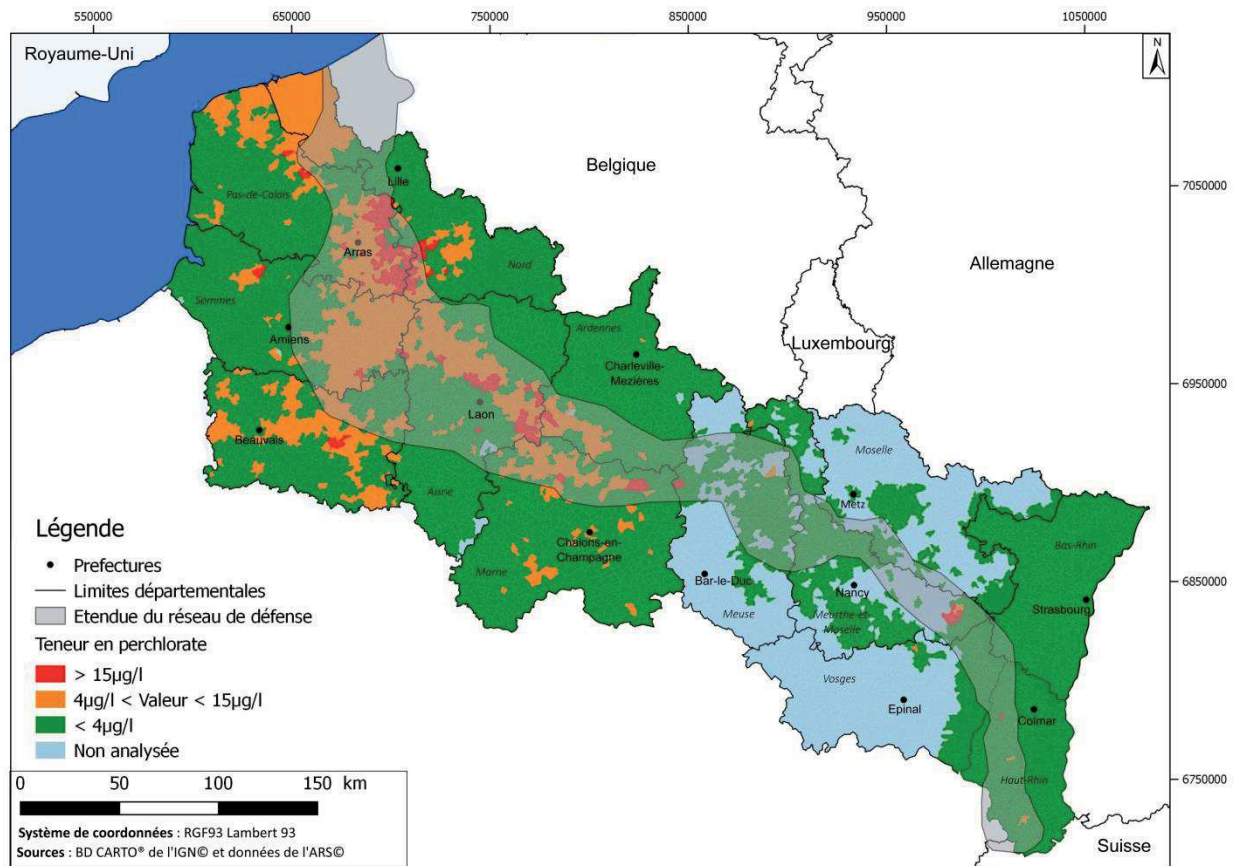 550000 650000 750000 850000 950000 1050000
Royaume-Uni
N
Belgique
Lille
7050000
Pas-de-Calais
Arras
Nord
Allemagne
Sommes
Ardennes
Amiens
Luxembourg
Charleville-
Mezières
6950000
Laon
Beauvais
Moselle
Aisne
Metz
Légende
Chalons-en-
Champagne
Bas-Rhin
Prefectures
Marne
Bar-le-Duc
Nancy
6850000
Limites départementales
Meuse
Meurthe-et-
Moselle
Strasbourg
Etendue du réseau de défense
Teneur en perchlorate
> 15µg/l
Vosges
4µg/l < Valeur < 15µg/l
Epinal
Colmar
< 4µg/l
Non analysée
Haut-Rhin
6750000
0 50 100 150 km
Système de coordonnées : RGF93 Lambert 93
Suisse
Sources : BD CARTO® de l'IGN© et données de l'ARS©